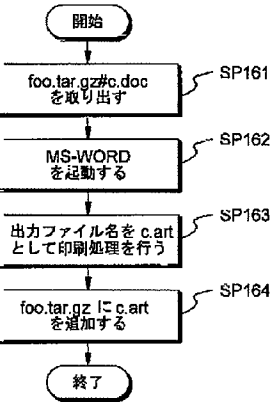 開始
foo.tar.gz#c.doc
を取り出す
SP161
MS-WORD
を起動する
SP162
出力ファイル名を c.art
として印刷処理を行う
SP163
foo.tar.gz に c.art
を追加する
SP164
終了